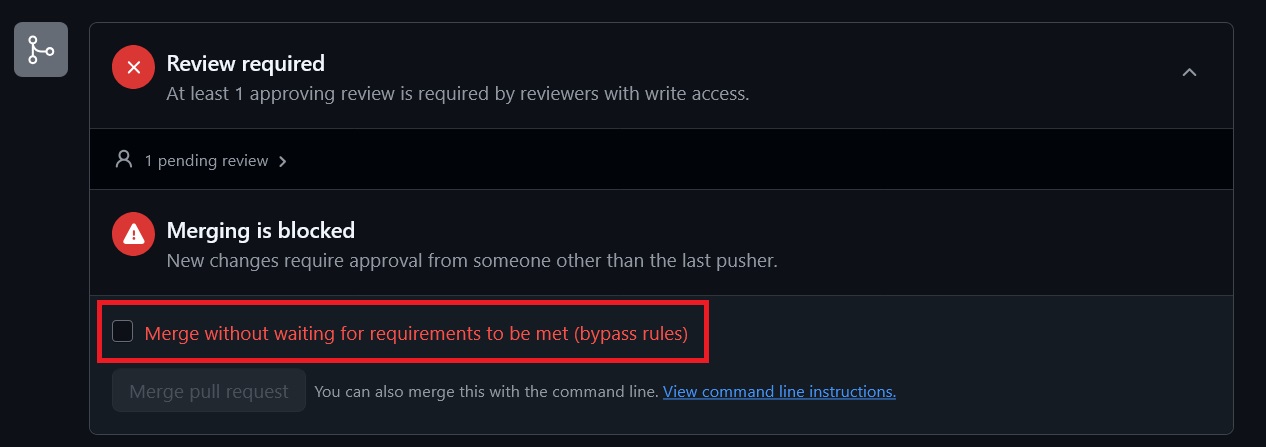 Review required
At least 1 approving review is required by reviewers with write access.
1 pending review
Merging is blocked
New changes require approval from someone other than the last pusher.
Merge without waiting for requirements to be met (bypass rules)
Merge pull request You can also merge this with the command line. View command line instructions.